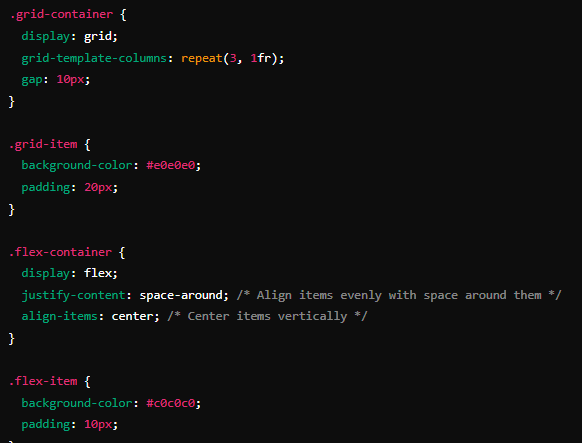 .grid-container {
  display: grid;
  grid-template-columns: repeat(3, 1fr);
  gap: 10px;
}

.grid-item {
  background-color: #e0e0e0;
  padding: 20px;
}

.flex-container {
  display: flex;
  justify-content: space-around; /* Align items evenly with space around them */
  align-items: center; /* Center items vertically */
}

.flex-item {
  background-color: #c0c0c0;
  padding: 10px;